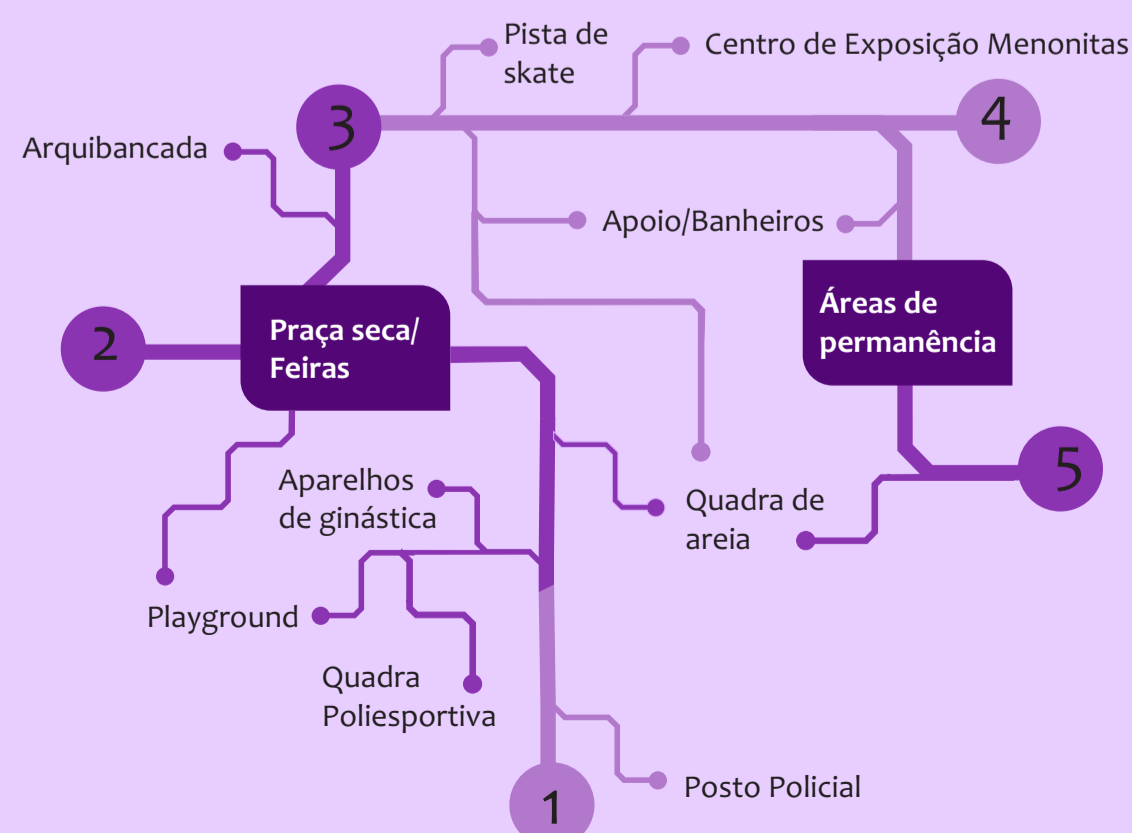 Pista de
skate
Centro de Exposição Menonitas
3
4
Arquibancada
Apoio/Banheiros
Áreas de
permanência
Praça seca/
Feiras
2
Aparelhos
de ginástica
Quadra de
areia
5
Playground
Quadra
Poliesportiva
Posto Policial
1